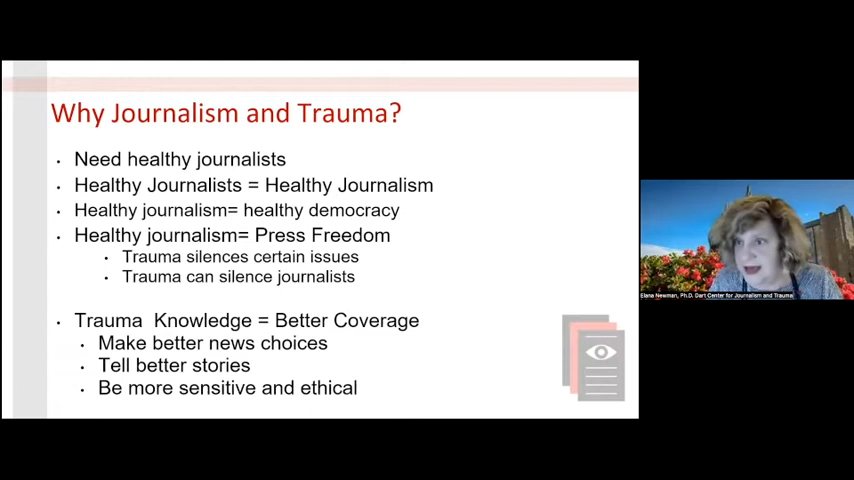 Why Journalism and Trauma?
• Need healthy journalists
• Healthy Journalists = Healthy Journalism
• Healthy journalism= healthy democracy
• Healthy journalism= Press Freedom
• Trauma silences certain issues
• Trauma can silence journalists
• Trauma  Knowledge = Better Coverage
• Make better news choices
• Tell better stories
• Be more sensitive and ethical
Elana Newman, Ph.D. Dart Center for Journalism and Trauma